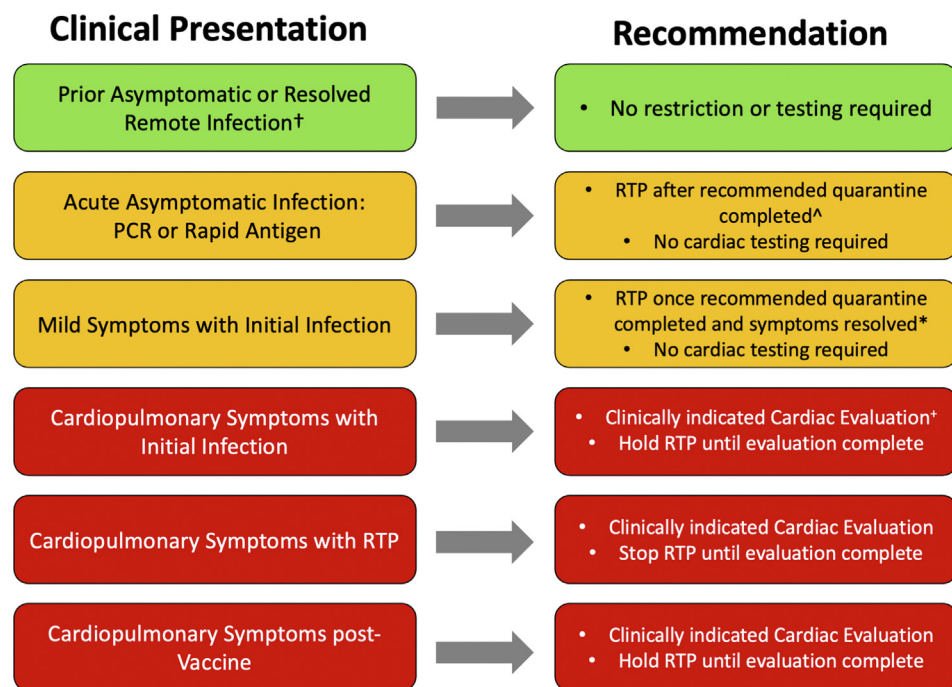 Clinical Presentation
Recommendation
Prior Asymptomatic or Resolved
Remote Infection†
• No restriction or testing required
Acute Asymptomatic Infection:
PCR or Rapid Antigen
• RTP after recommended quarantine
completed^
• No cardiac testing required
Mild Symptoms with Initial Infection
• RTP once recommended quarantine
completed and symptoms resolved*
• No cardiac testing required
Cardiopulmonary Symptoms with
Initial Infection
• Clinically indicated Cardiac Evaluation⁺
• Hold RTP until evaluation complete
Cardiopulmonary Symptoms with RTP
• Clinically indicated Cardiac Evaluation
• Stop RTP until evaluation complete
Cardiopulmonary Symptoms post-
Vaccine
• Clinically indicated Cardiac Evaluation
• Hold RTP until evaluation complete